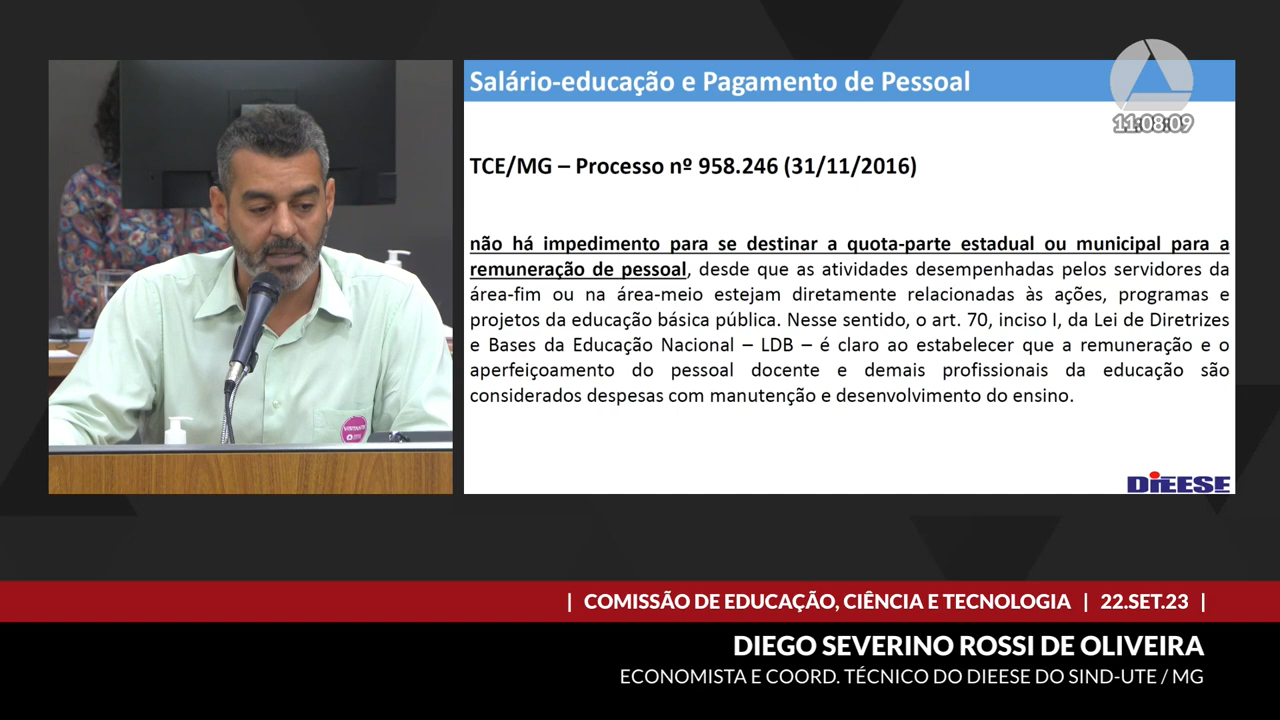 Salário-educação e Pagamento de Pessoal
11:08:09
TCE/MG – Processo nº 958.246 (31/11/2016)
não há impedimento para se destinar a quota-parte estadual ou municipal para a
remuneração de pessoal, desde que as atividades desempenhadas pelos servidores da
área-fim ou na área-meio estejam diretamente relacionadas às ações, programas e
projetos da educação básica pública. Nesse sentido, o art. 70, inciso I, da Lei de Diretrizes
e Bases da Educação Nacional – LDB – é claro ao estabelecer que a remuneração e o
aperfeiçoamento do pessoal docente e demais profissionais da educação são
considerados despesas com manutenção e desenvolvimento do ensino.
VISITANTE
DIEESE
| COMISSÃO DE EDUCAÇÃO, CIÊNCIA E TECNOLOGIA | 22.SET.23 |
DIEGO SEVERINO ROSSI DE OLIVEIRA
ECONOMISTA E COORD. TÉCNICO DO DIEESE DO SIND-UTE / MG